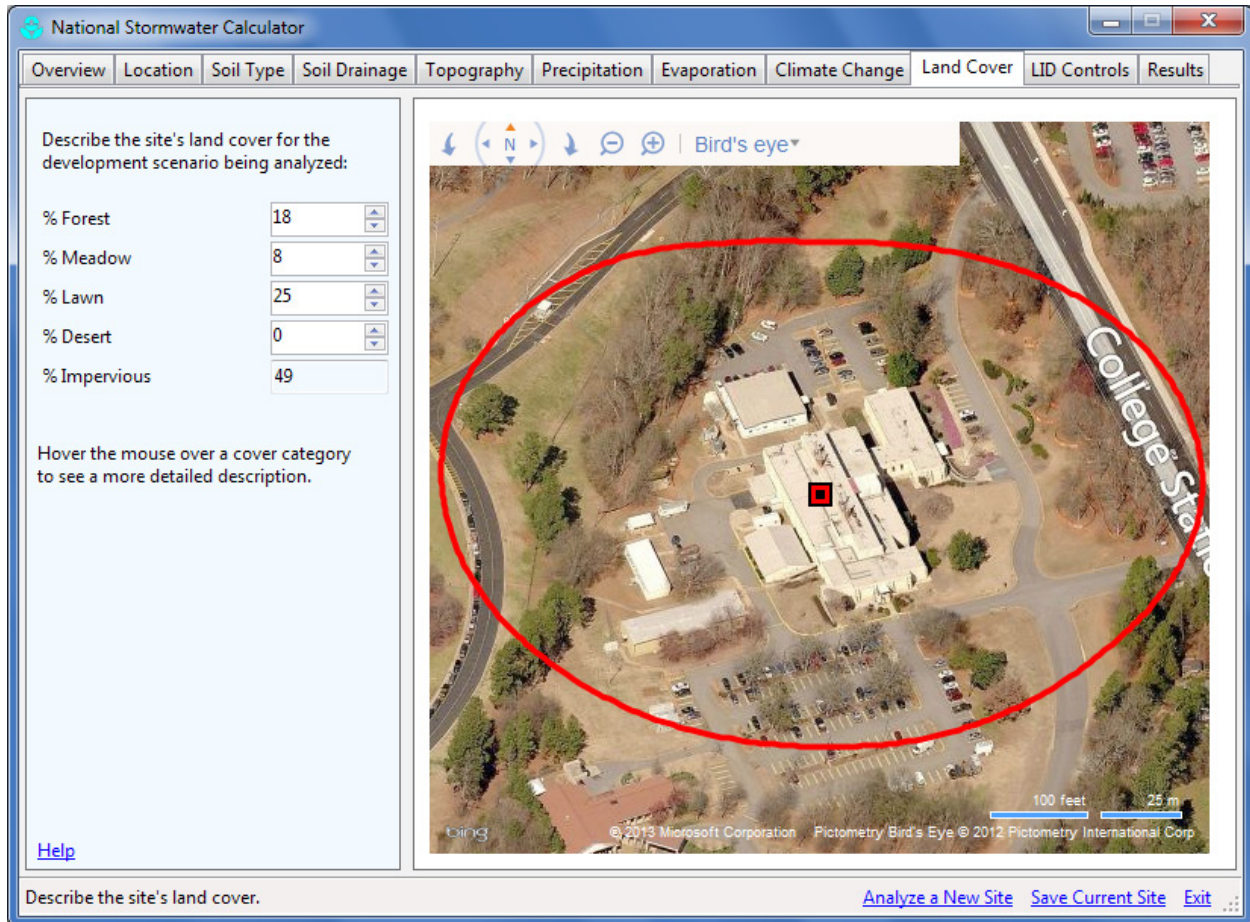 National Stormwater Calculator
Overview Location Soil Type Soil Drainage Topography Precipitation Evaporation Climate Change Land Cover LID Controls Results
Describe the site's land cover for the
development scenario being analyzed:
% Forest 18
% Meadow 8
% Lawn 25
% Desert 0
% Impervious 49
Hover the mouse over a cover category
to see a more detailed description.
Help
N
Bird's eye
College Statio
100 feet 25 m
bing
© 2013 Microsoft Corporation Pictometry Bird's Eye © 2012 Pictometry International Corp
Describe the site's land cover.
Analyze a New Site Save Current Site Exit